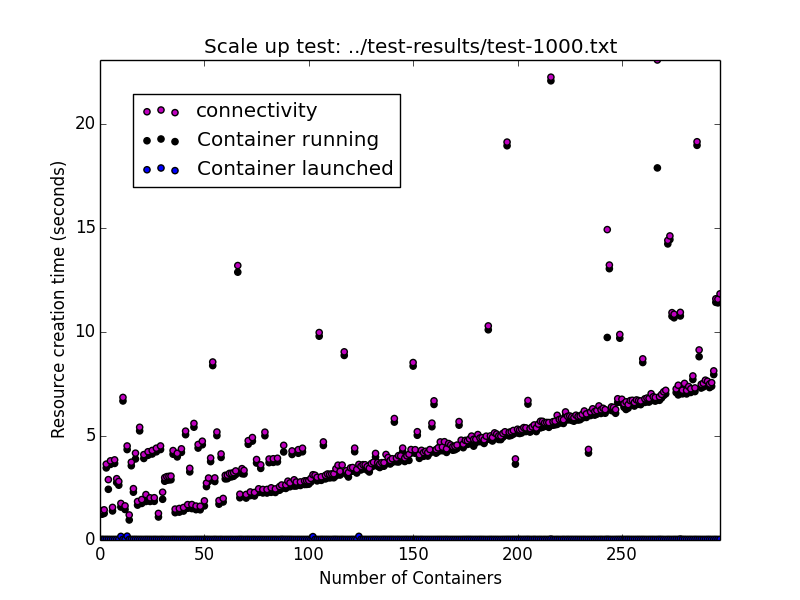 Scale up test: ../test-results/test-1000.txt
connectivity
Container running
Container launched
Resource creation time (seconds)
20
15
10
5
0
0 50 100 150 200 250
Number of Containers